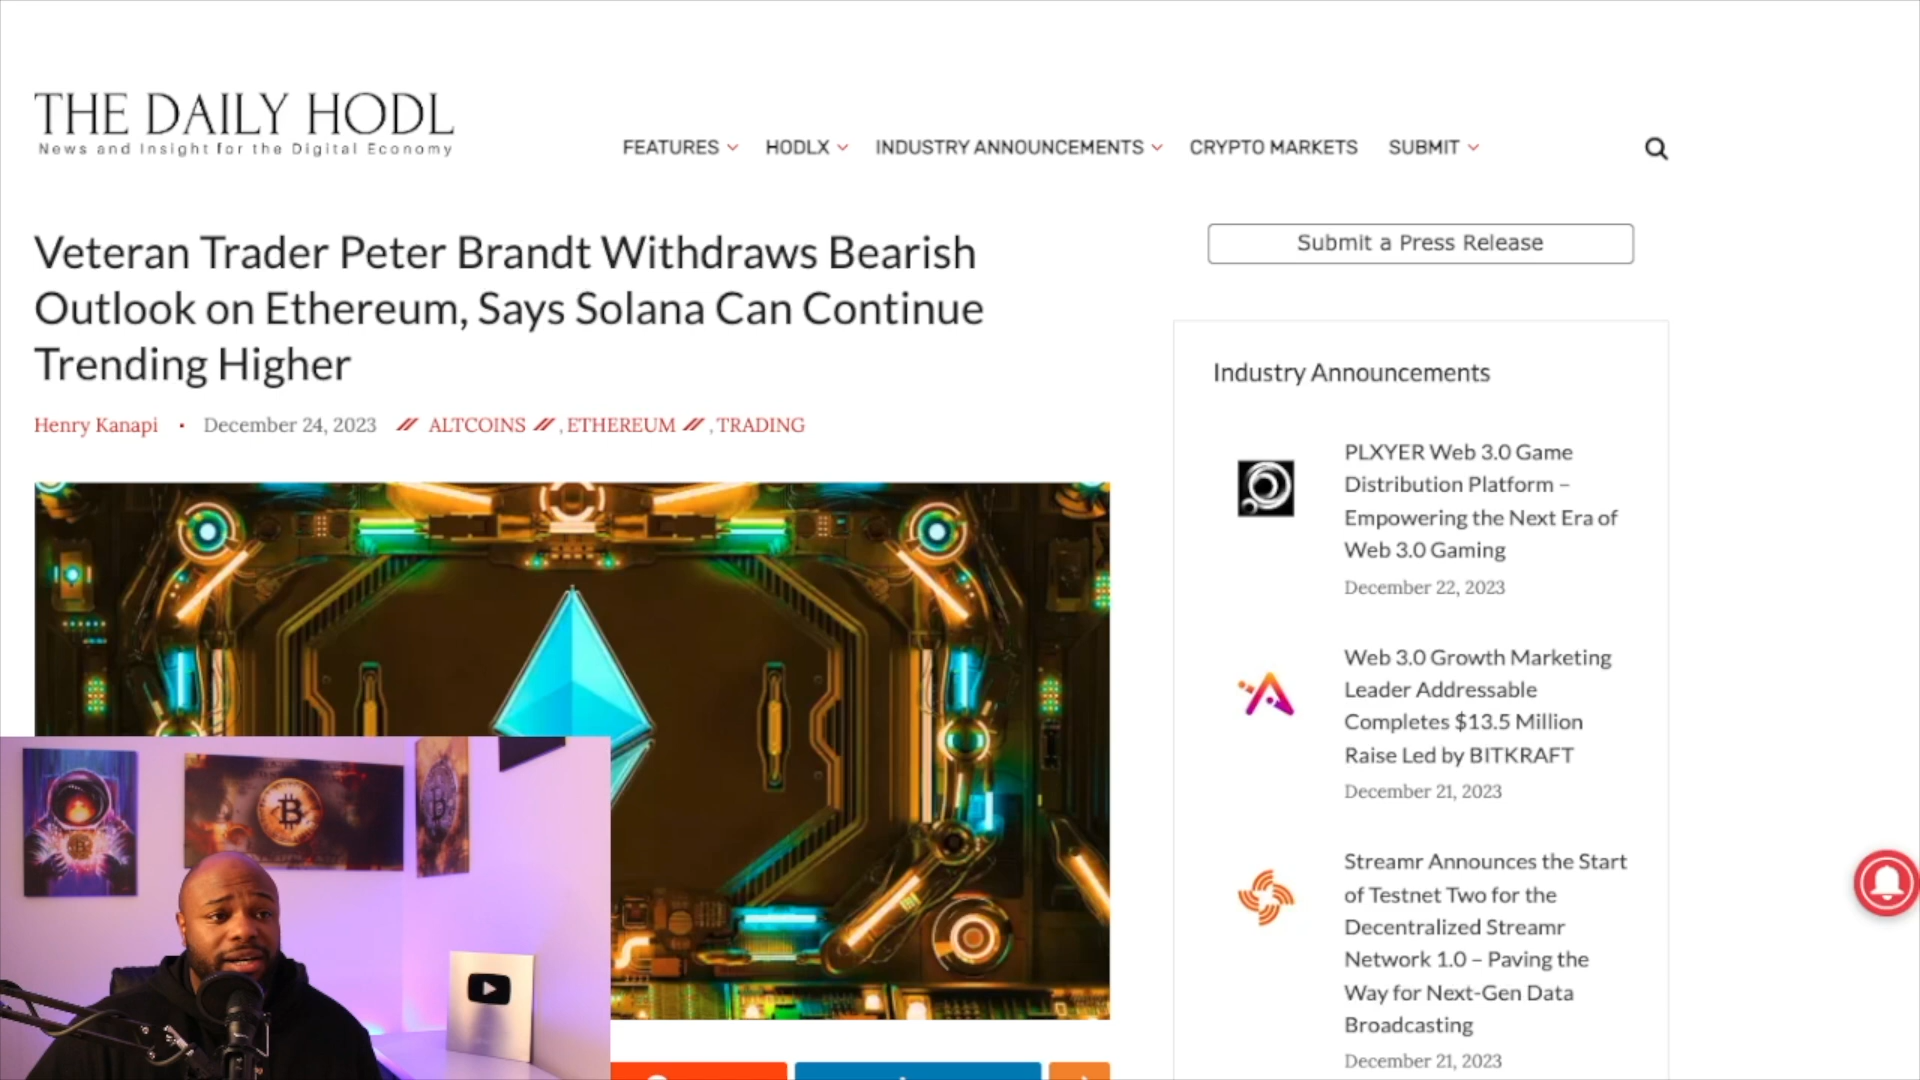 THE DAILY HODL
News and Insight for the Digital Economy
FEATURES
HODLX
INDUSTRY ANNOUNCEMENTS
CRYPTO MARKETS
SUBMIT
Veteran Trader Peter Brandt Withdraws Bearish
Outlook on Ethereum, Says Solana Can Continue
Trending Higher
Henry Kanapi • December 24, 2023 // ALTCOINS //, ETHEREUM //, TRADING
Submit a Press Release
Industry Announcements
PLXYER Web 3.0 Game
Distribution Platform –
Empowering the Next Era of
Web 3.0 Gaming
December 22, 2023
Web 3.0 Growth Marketing
Leader Addressable
Completes $13.5 Million
Raise Led by BITKRAFT
December 21, 2023
Streamr Announces the Start
of Testnet Two for the
Decentralized Streamr
Network 1.0 – Paving the
Way for Next-Gen Data
Broadcasting
December 21, 2023